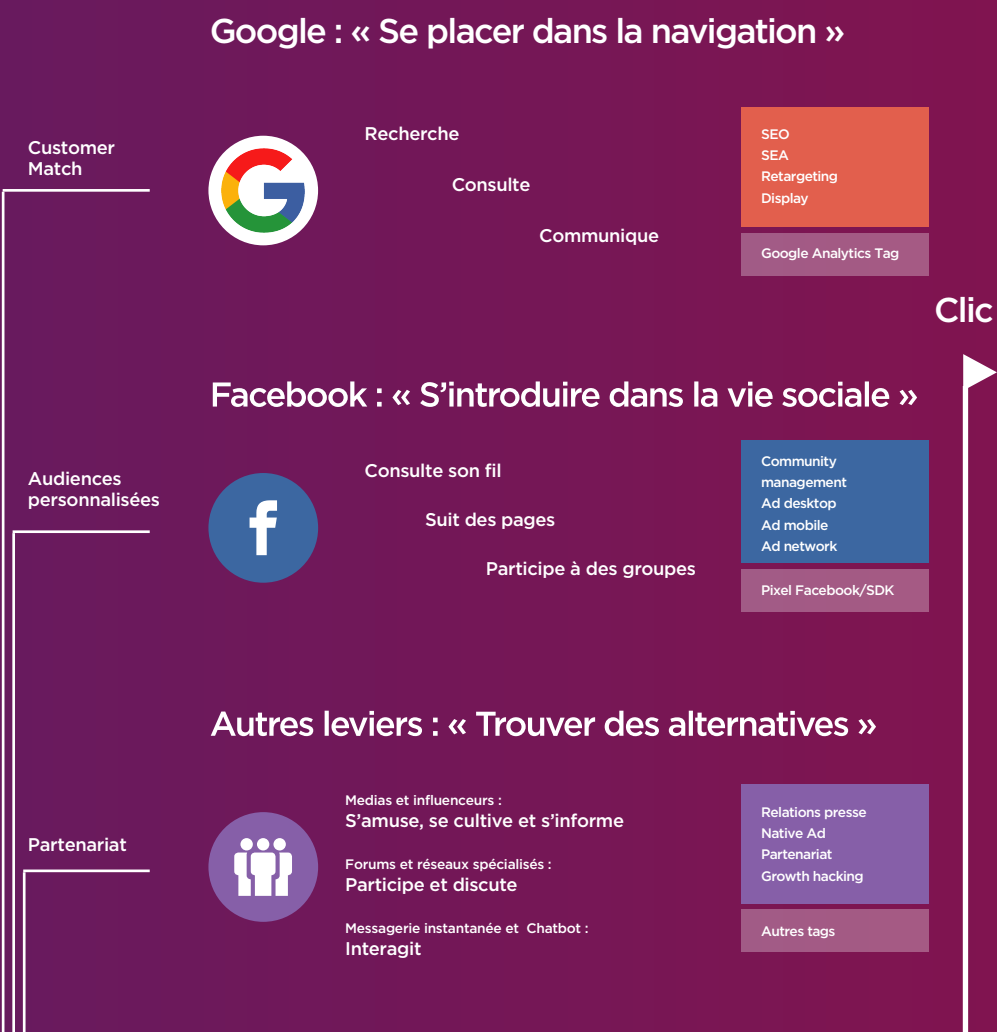 Google : « Se placer dans la navigation »
Customer
Match
Recherche
Consulte
Communique
SEO
SEA
Retargeting
Display
Google Analytics Tag
Clic
Facebook : « S’introduire dans la vie sociale »
Audiences
personnalisées
Consulte son fil
Suit des pages
Participe à des groupes
Community
management
Ad desktop
Ad mobile
Ad network
Pixel Facebook/SDK
Autres leviers : « Trouver des alternatives »
Partenariat
Medias et influenceurs :
S’amuse, se cultive et s’informe
Forums et réseaux spécialisés :
Participe et discute
Messagerie instantanée et Chatbot :
Interagit
Relations presse
Native Ad
Partenariat
Growth hacking
Autres tags